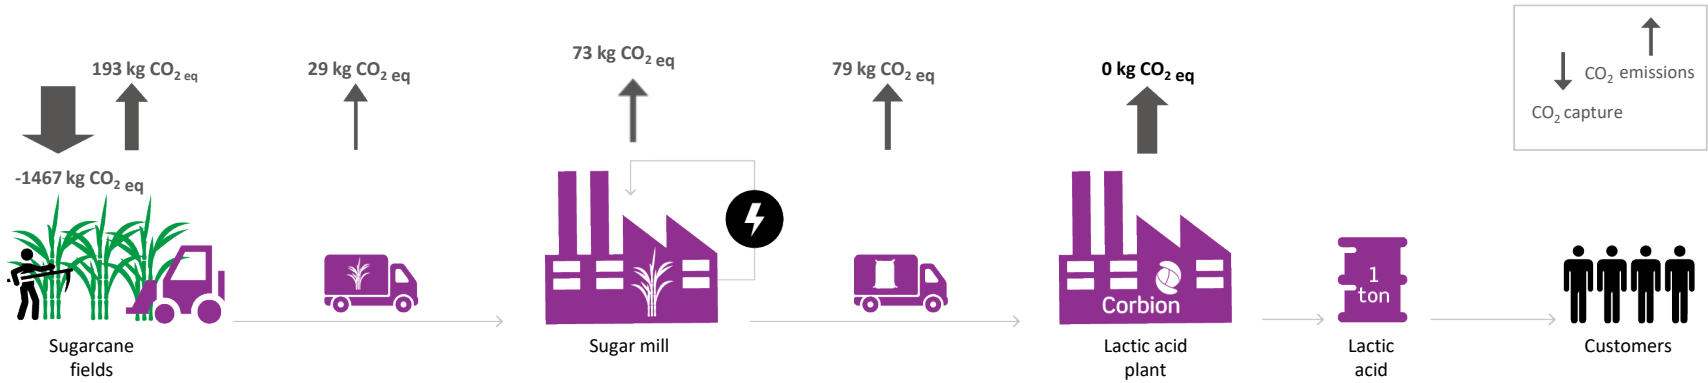 193 kg CO2 eq
-1467 kg CO2 eq
29 kg CO2 eq
73 kg CO2 eq
79 kg CO2 eq
0 kg CO2 eq
CO2 emissions
CO2 capture
Corbion
1
ton
Sugarcane
fields
Sugar mill
Lactic acid
plant
Lactic
acid
Customers